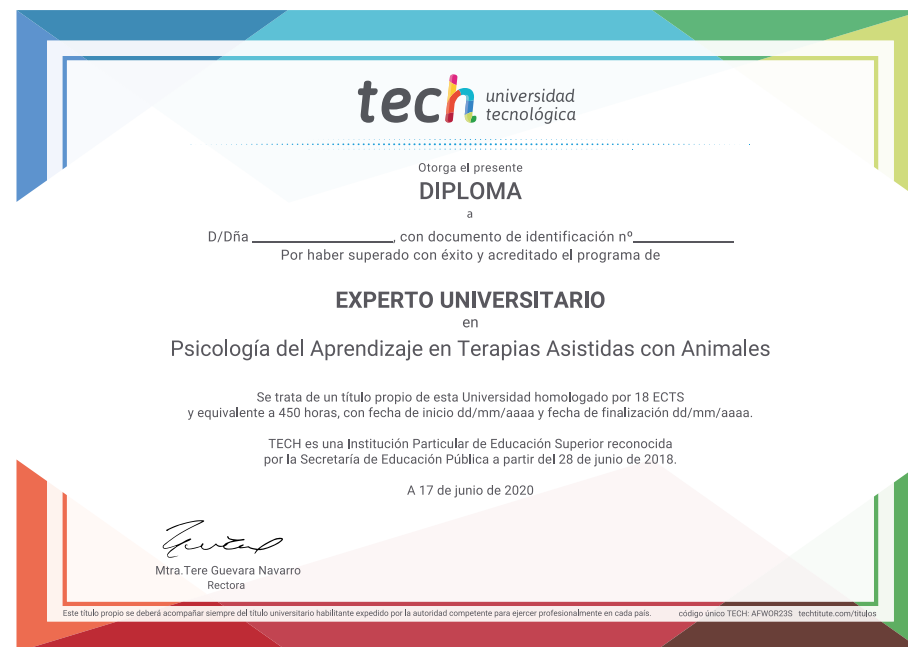 tech universidad
tecnológica
Otorga el presente
DIPLOMA
a
D/Dña ________________, con documento de identificación nº____________
Por haber superado con éxito y acreditado el programa de
EXPERTO UNIVERSITARIO
en
Psicología del Aprendizaje en Terapias Asistidas con Animales
Se trata de un título propio de esta Universidad homologado por 18 ECTS
y equivalente a 450 horas, con fecha de inicio dd/mm/aaaa y fecha de finalización dd/mm/aaaa.
TECH es una Institución Particular de Educación Superior reconocida
por la Secretaría de Educación Pública a partir del 28 de junio de 2018.
A 17 de junio de 2020
Mtra.Tere Guevara Navarro
Rectora
Este título propio se deberá acompañar siempre del título universitario habilitante expedido por la autoridad competente para ejercer profesionalmente en cada país. código único TECH: AFWOR23S techtitute.com/titulos